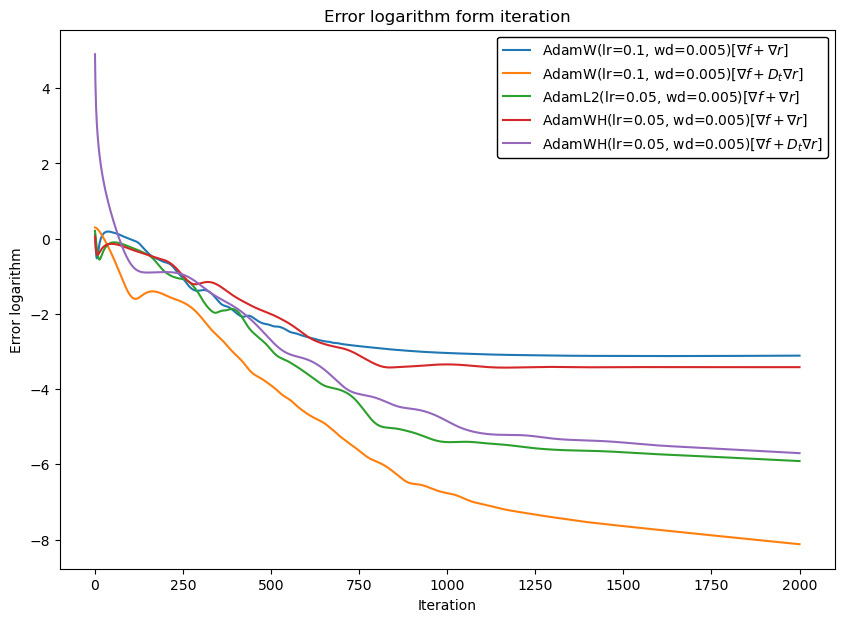 Error logarithm form iteration
AdamW(lr=0.1, wd=0.005)[∇f + ∇r]
AdamW(lr=0.1, wd=0.005)[∇f + D_t∇r]
AdamL2(lr=0.05, wd=0.005)[∇f + ∇r]
AdamWH(lr=0.05, wd=0.005)[∇f + ∇r]
AdamWH(lr=0.05, wd=0.005)[∇f + D_t∇r]
Error logarithm
4
2
0
−2
−4
−6
−8
0 250 500 750 1000 1250 1500 1750 2000
Iteration